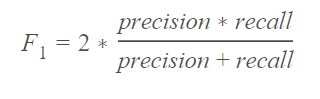 F₁ = 2 * precision * recall / precision + recall